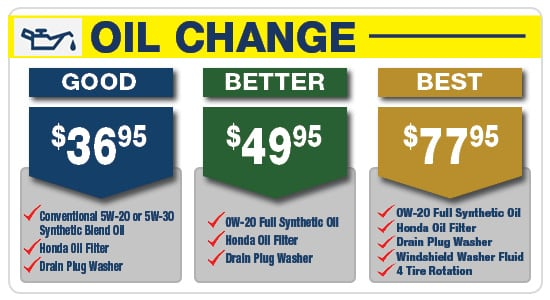 OIL CHANGE
GOOD
$36.95
Conventional 5W-20 or 5W-30
Synthetic Blend Oil
Honda Oil Filter
Drain Plug Washer
BETTER
$49.95
0W-20 Full Synthetic Oil
Honda Oil Filter
Drain Plug Washer
BEST
$77.95
0W-20 Full Synthetic Oil
Honda Oil Filter
Drain Plug Washer
Windshield Washer Fluid
4 Tire Rotation